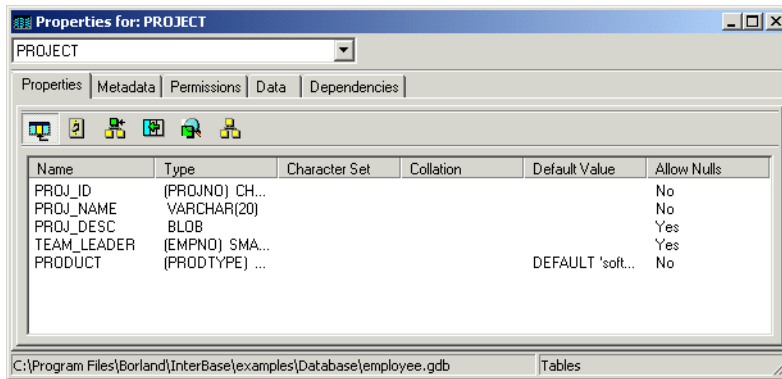 Properties for: PROJECT
PROJECT
Properties Metadata Permissions Data Dependencies
Name Type Character Set Collation Default Value Allow Nulls
PROJ_ID (PROJNO) CH... No
PROJ_NAME VARCHAR(20) No
PROJ_DESC BLOB Yes
TEAM_LEADER (EMPNO) SMA... Yes
PRODUCT (PRODTYPE) ... DEFAULT 'soft... No
C:\Program Files\Borland\InterBase\examples\Database\employee.gdb Tables